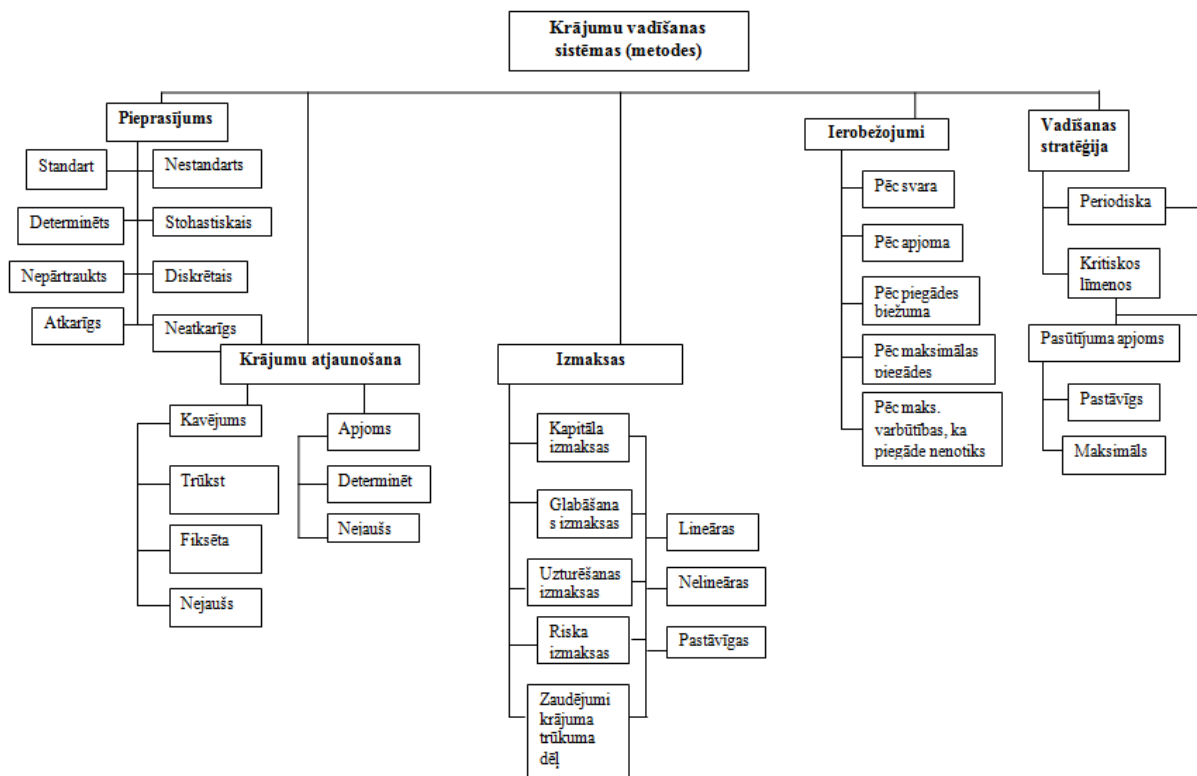 Krājumu vadīšanas
sistēmas (metodes)
Pieprasījums
Standart
Nestandarts
Determinēts
Stohastiskais
Nepārtraukts
Diskrētais
Atkarīgs
Neatkarīgs
Krājumu atjaunošana
Kavējums
Trūkst
Fiksēta
Nejaušs
Apjoms
Determinēt
Nejaušs
Izmaksas
Kapitāla
izmaksas
Glabāšana
s izmaksas
Uzturēšanas
izmaksas
Riska
izmaksas
Zaudējumi
krājuma
trūkuma
dēļ
Lineāras
Nelineāras
Pastāvīgas
Ierobežojumi
Pēc svara
Pēc apjoma
Pēc piegādes
biežuma
Pēc maksimālas
piegādes
Pēc maks.
varbūtības, ka
piegāde nenotiks
Vadīšanas
stratēģija
Periodiska
Kritiskos
līmenos
Pasūtījuma apjoms
Pastāvīgs
Maksimāls